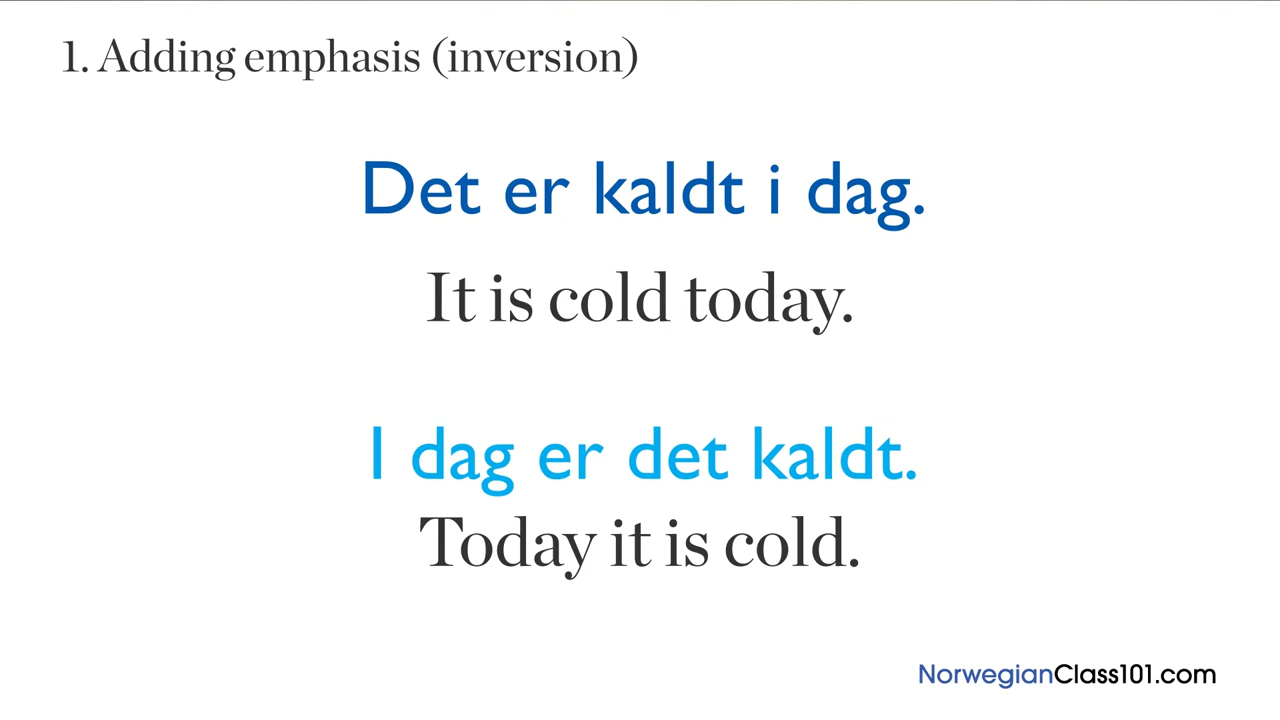 1. Adding emphasis (inversion)
Det er kaldt i dag.
It is cold today.
I dag er det kaldt.
Today it is cold.
NorwegianClass101.com